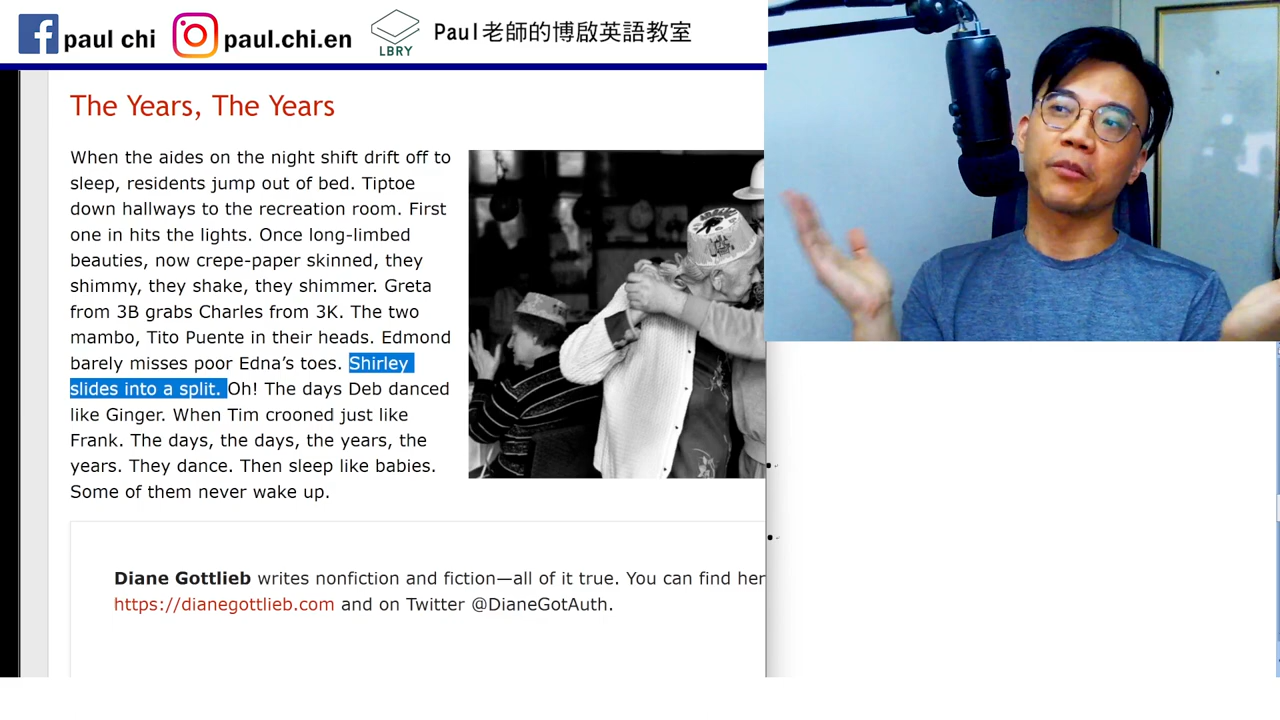 paul chi
paul.chi.en
LBRY
Paul老師的博啟英語教室
The Years, The Years
When the aides on the night shift drift off to
sleep, residents jump out of bed. Tiptoe
down hallways to the recreation room. First
one in hits the lights. Once long-limbed
beauties, now crepe-paper skinned, they
shimmy, they shake, they shimmer. Greta
from 3B grabs Charles from 3K. The two
mambo, Tito Puente in their heads. Edmond
barely misses poor Edna’s toes. Shirley
slides into a split. Oh! The days Deb danced
like Ginger. When Tim crooned just like
Frank. The days, the days, the years, the
years. They dance. Then sleep like babies.
Some of them never wake up.
Diane Gottlieb writes nonfiction and fiction—all of it true. You can find her
https://dianegottlieb.com and on Twitter @DianeGotAuth.